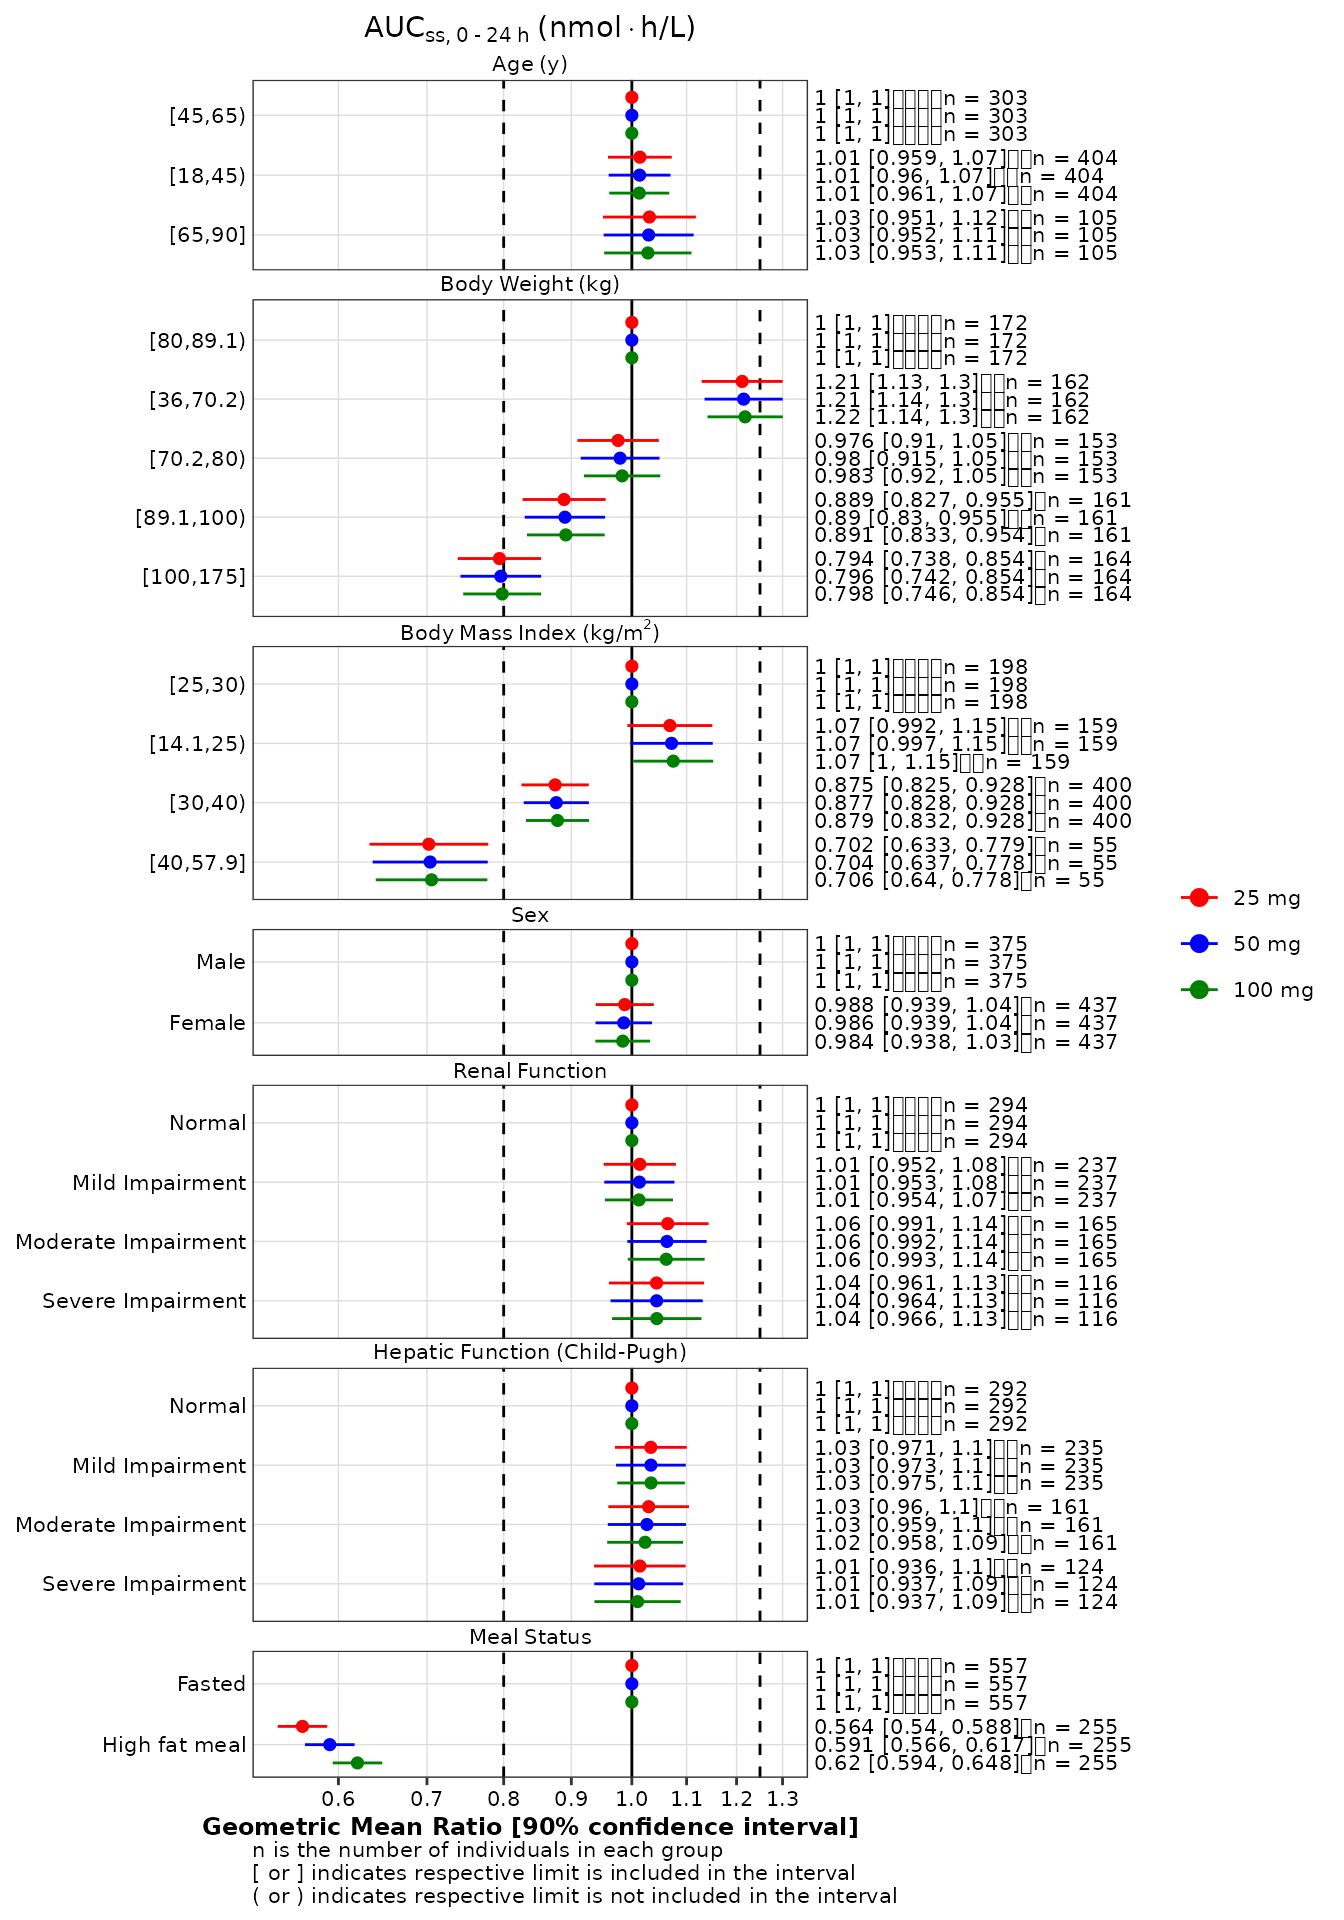 AUCss, 0 - 24 h (nmol·h/L)
Age (y)
[45,65)
1 [1, 1]□□□□n = 303
1 [1, 1]□□□□n = 303
1 [1, 1]□□□□n = 303
[18,45)
1.01 [0.959, 1.07]□□n = 404
1.01 [0.96, 1.07]□□n = 404
1.01 [0.961, 1.07]□□n = 404
[65,90]
1.03 [0.951, 1.12]□□n = 105
1.03 [0.952, 1.11]□□n = 105
1.03 [0.953, 1.11]□□n = 105
Body Weight (kg)
[80,89.1)
1 [1, 1]□□□□n = 172
1 [1, 1]□□□□n = 172
1 [1, 1]□□□□n = 172
[36,70.2)
1.21 [1.13, 1.3]□□n = 162
1.21 [1.14, 1.3]□□n = 162
1.22 [1.14, 1.3]□□n = 162
[70.2,80)
0.976 [0.91, 1.05]□□n = 153
0.98 [0.915, 1.05]□□n = 153
0.983 [0.92, 1.05]□□n = 153
[89.1,100)
0.889 [0.827, 0.955]□n = 161
0.89 [0.83, 0.955]□□n = 161
0.891 [0.833, 0.954]□n = 161
[100,175]
0.794 [0.738, 0.854]□n = 164
0.796 [0.742, 0.854]□n = 164
0.798 [0.746, 0.854]□n = 164
Body Mass Index (kg/m²)
[25,30)
1 [1, 1]□□□□n = 198
1 [1, 1]□□□□n = 198
1 [1, 1]□□□□n = 198
[14.1,25)
1.07 [0.992, 1.15]□□n = 159
1.07 [0.997, 1.15]□□n = 159
1.07 [1, 1.15]□□n = 159
[30,40)
0.875 [0.825, 0.928]□n = 400
0.877 [0.828, 0.928]□n = 400
0.879 [0.832, 0.928]□n = 400
[40,57.9]
0.702 [0.633, 0.779]□n = 55
0.704 [0.637, 0.778]□n = 55
0.706 [0.64, 0.778]□n = 55
25 mg
50 mg
100 mg
Sex
Male
1 [1, 1]□□□□n = 375
1 [1, 1]□□□□n = 375
1 [1, 1]□□□□n = 375
Female
0.988 [0.939, 1.04]□n = 437
0.986 [0.939, 1.04]□n = 437
0.984 [0.938, 1.03]□n = 437
Renal Function
Normal
1 [1, 1]□□□□n = 294
1 [1, 1]□□□□n = 294
1 [1, 1]□□□□n = 294
Mild Impairment
1.01 [0.952, 1.08]□□n = 237
1.01 [0.953, 1.08]□□n = 237
1.01 [0.954, 1.07]□□n = 237
Moderate Impairment
1.06 [0.991, 1.14]□□n = 165
1.06 [0.992, 1.14]□□n = 165
1.06 [0.993, 1.14]□□n = 165
Severe Impairment
1.04 [0.961, 1.13]□□n = 116
1.04 [0.964, 1.13]□□n = 116
1.04 [0.966, 1.13]□□n = 116
Hepatic Function (Child-Pugh)
Normal
1 [1, 1]□□□□n = 292
1 [1, 1]□□□□n = 292
1 [1, 1]□□□□n = 292
Mild Impairment
1.03 [0.971, 1.1]□□n = 235
1.03 [0.973, 1.1]□□n = 235
1.03 [0.975, 1.1]□□n = 235
Moderate Impairment
1.03 [0.96, 1.1]□□n = 161
1.03 [0.959, 1.1]□□n = 161
1.02 [0.958, 1.09]□□n = 161
Severe Impairment
1.01 [0.936, 1.1]□□n = 124
1.01 [0.937, 1.09]□□n = 124
1.01 [0.937, 1.09]□□n = 124
Meal Status
Fasted
1 [1, 1]□□□□n = 557
1 [1, 1]□□□□n = 557
1 [1, 1]□□□□n = 557
High fat meal
0.564 [0.54, 0.588]□n = 255
0.591 [0.566, 0.617]□n = 255
0.62 [0.594, 0.648]□n = 255
0.6 0.7 0.8 0.9 1.0 1.1 1.2 1.3
Geometric Mean Ratio [90% confidence interval]
n is the number of individuals in each group
[ or ] indicates respective limit is included in the interval
( or ) indicates respective limit is not included in the interval